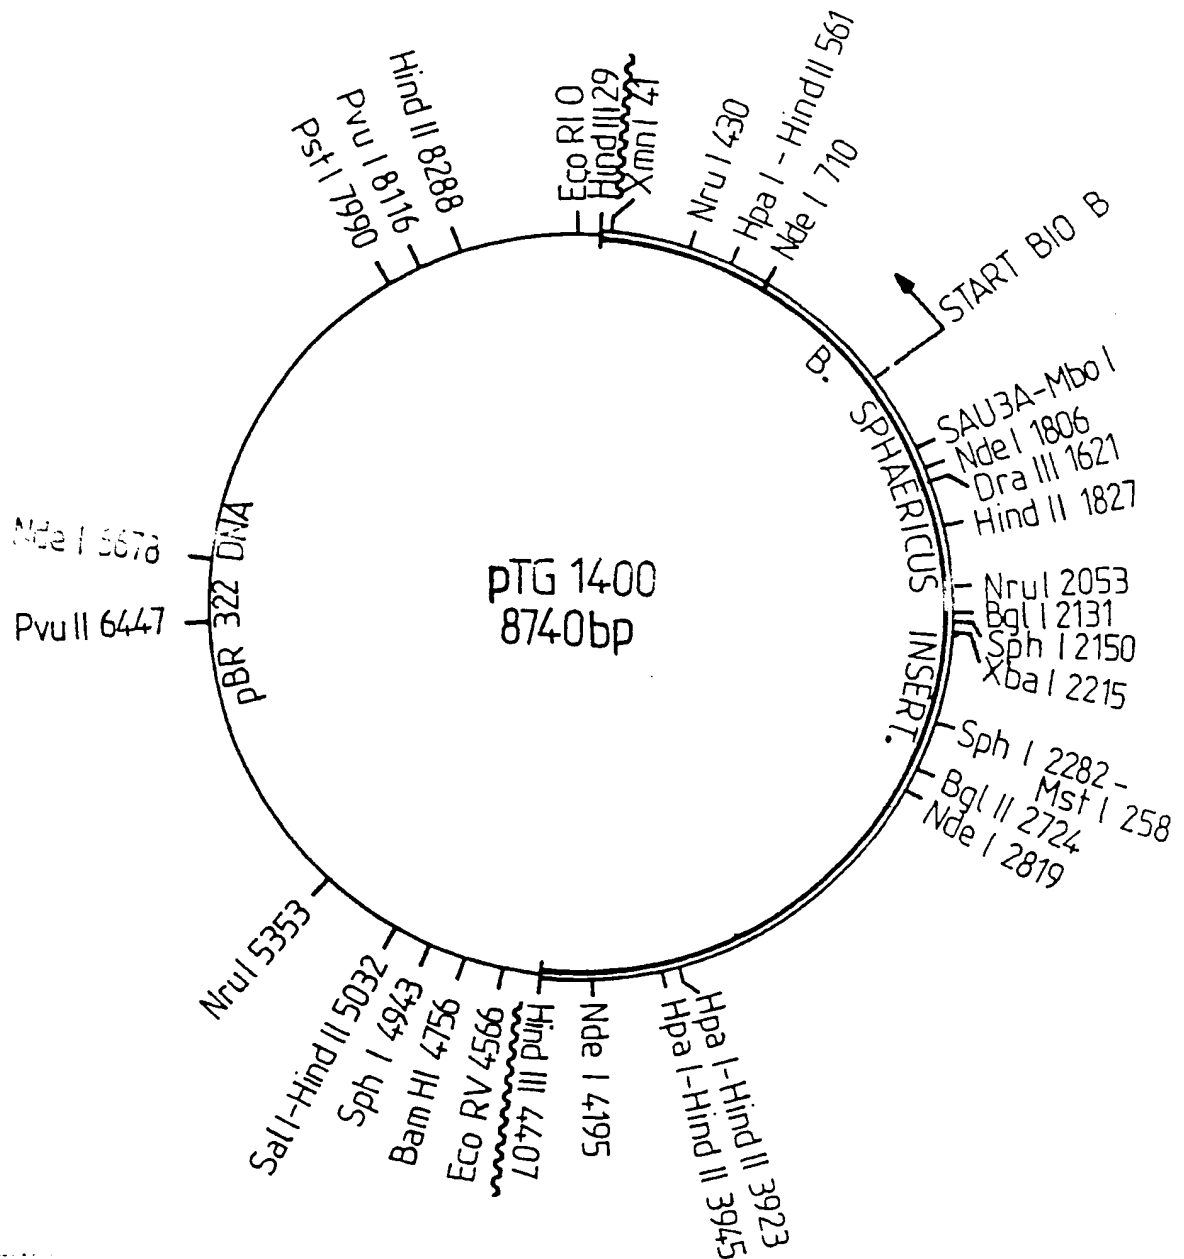 Eco RI 0
Hind III 29
Xmn I 41
Nru I 430
Hpa I - Hind II 561
Nde I 710
START BIO B
SAU3A-Mbo I
Nde I 1806
Dra III 1621
Hind II 1827
Nru I 2053
Bgl I 2131
Sph I 2150
Xba I 2215
Sph I 2282 -
Mst I 258
Bgl II 2724
Nde I 2819
Hpa I-Hind II 3923
Hpa I-Hind II 3945
Nde I 4195
Hind III 4407
Eco RV 4566
Bam HI 4756
Sph I 4943
Sal I-Hind II 5032
Nru I 5353
Pvu II 6447
Nde I
Pst I 7990
Pvu I 8116
Hind II 8288
B. SPHAERICUS INSERT.
pBR 322 DNA
pTG 1400
8740bp